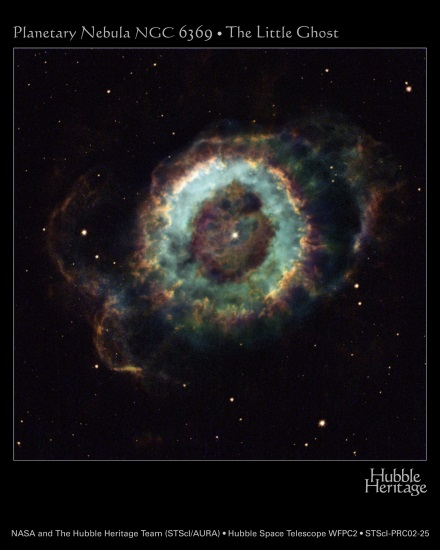 Planetary Nebula NGC 6369 • The Little Ghost
Hubble
Heritage
NASA and The Hubble Heritage Team (STScI/AURA) • Hubble Space Telescope WFPC2 • STScI-PRC02-25